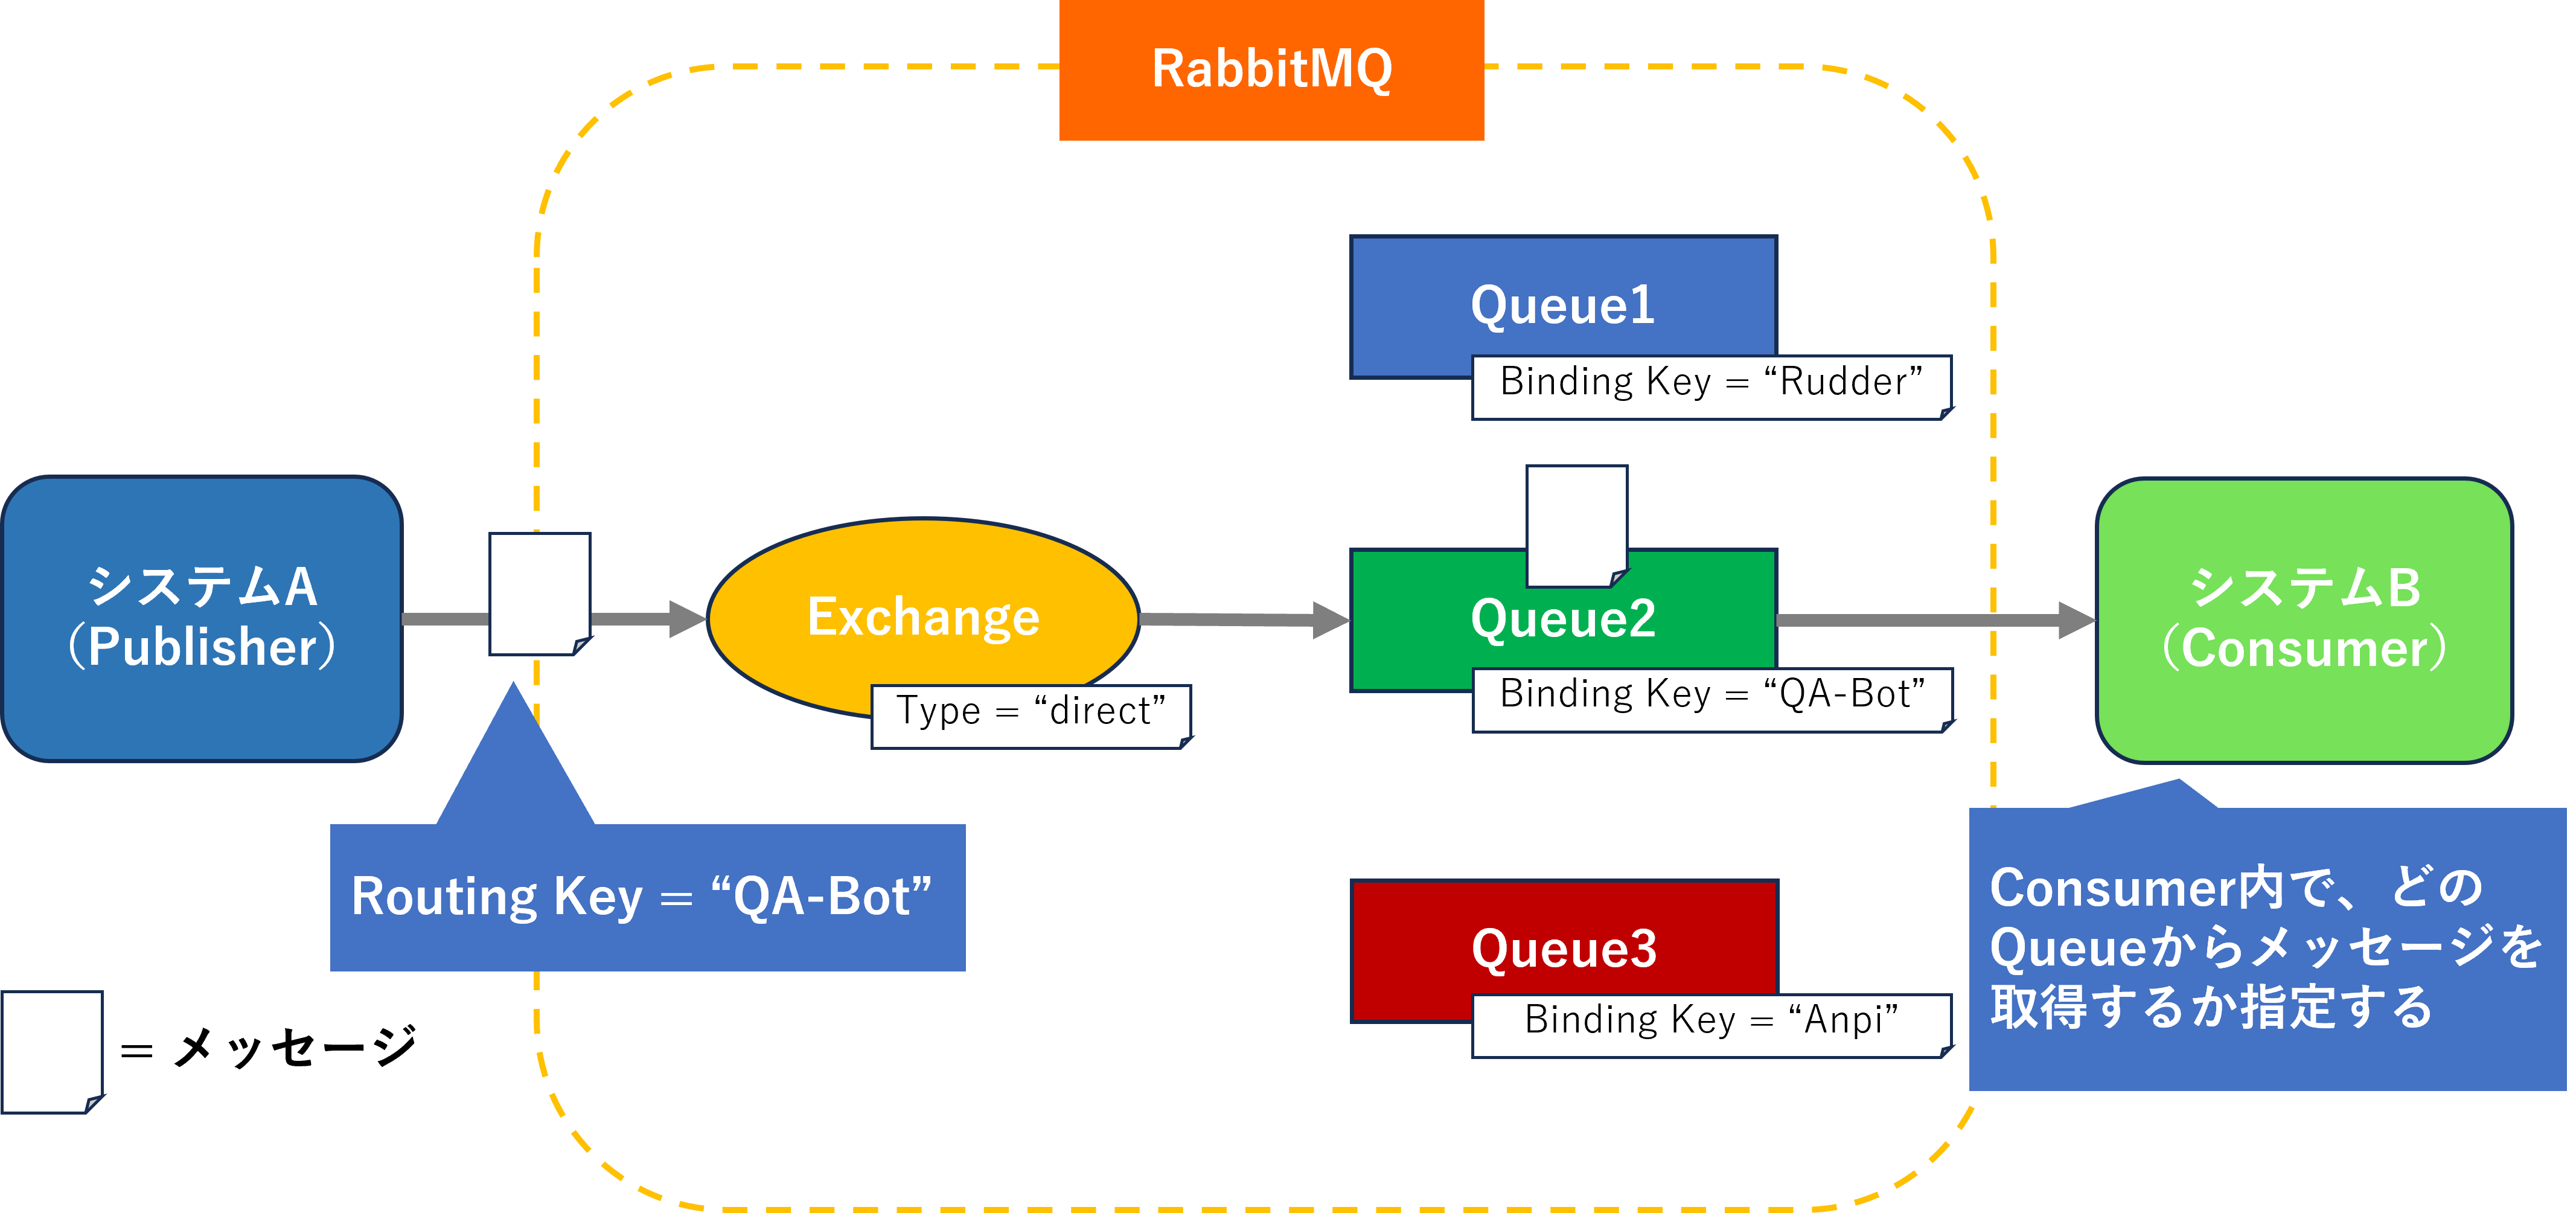 RabbitMQ
Queue1
Binding Key = “Rudder”
システムA
（Publisher）
Exchange
Type = “direct”
Queue2
Binding Key = “QA-Bot”
システムB
（Consumer）
Routing Key = “QA-Bot”
Queue3
Binding Key = “Anpi”
Consumer内で、どの
Queueからメッセージを
取得するか指定する
= メッセージ